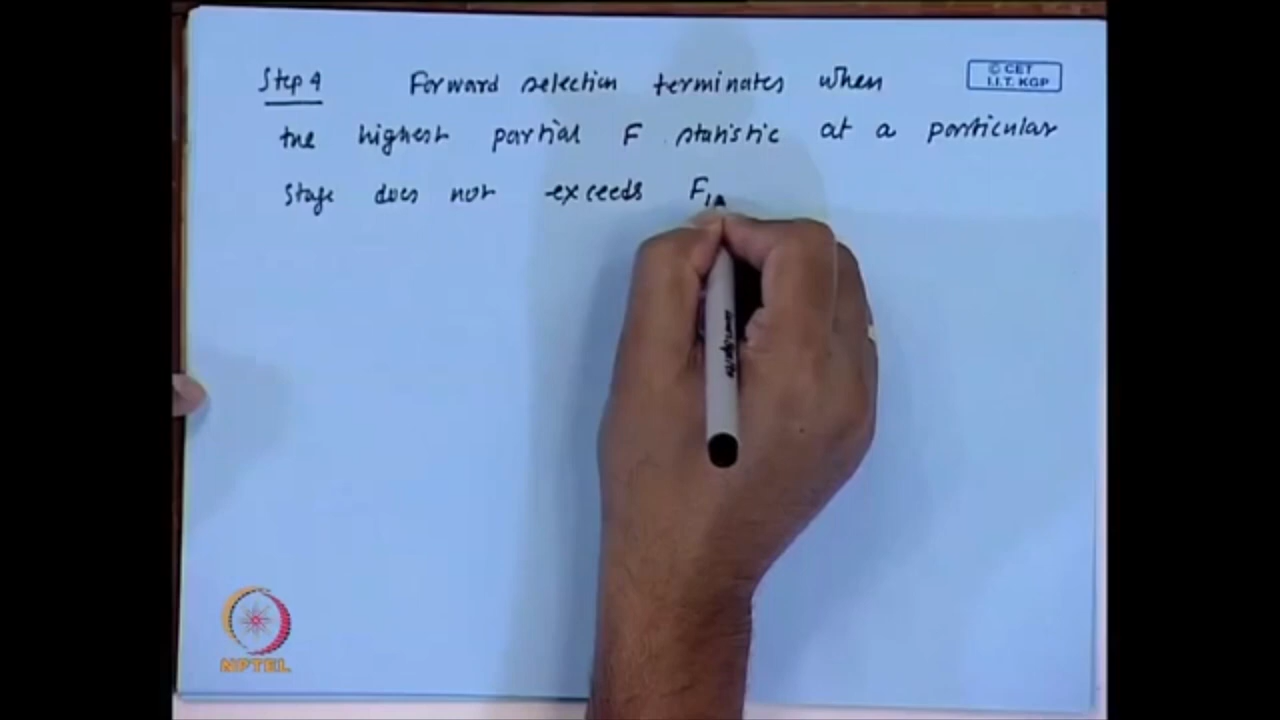 Step 4 Forward selection terminates when
© CET
I.I.T. KGP
the highest partial F statistic at a particular
stage does not exceeds F
NPTEL